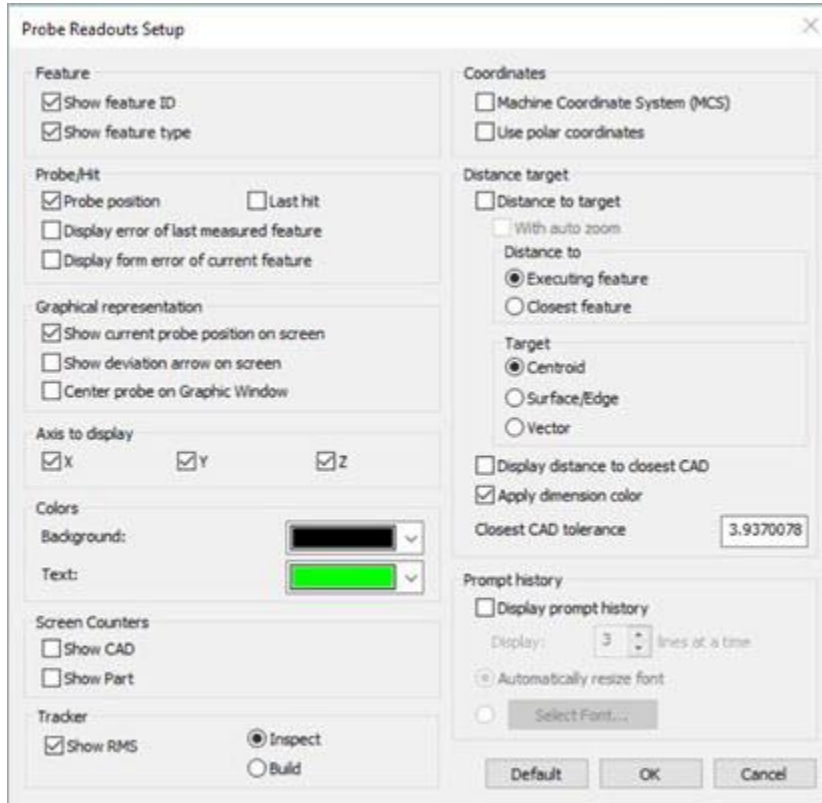 Probe Readouts Setup
Feature
Show feature ID
Show feature type
Probe/Hit
Probe position Last hit
Display error of last measured feature
Display form error of current feature
Graphical representation
Show current probe position on screen
Show deviation arrow on screen
Center probe on Graphic Window
Axis to display
X Y Z
Colors
Background:
Text:
Screen Counters
Show CAD
Show Part
Tracker
Show RMS Inspect
Build
Coordinates
Machine Coordinate System (MCS)
Use polar coordinates
Distance target
Distance to target
With auto zoom
Distance to
Executing feature
Closest feature
Target
Centroid
Surface/Edge
Vector
Display distance to closest CAD
Apply dimension color
Closest CAD tolerance 3.9370078
Prompt history
Display prompt history
Display: 3 lines at a time
Automatically resize font
Select Font...
Default OK Cancel